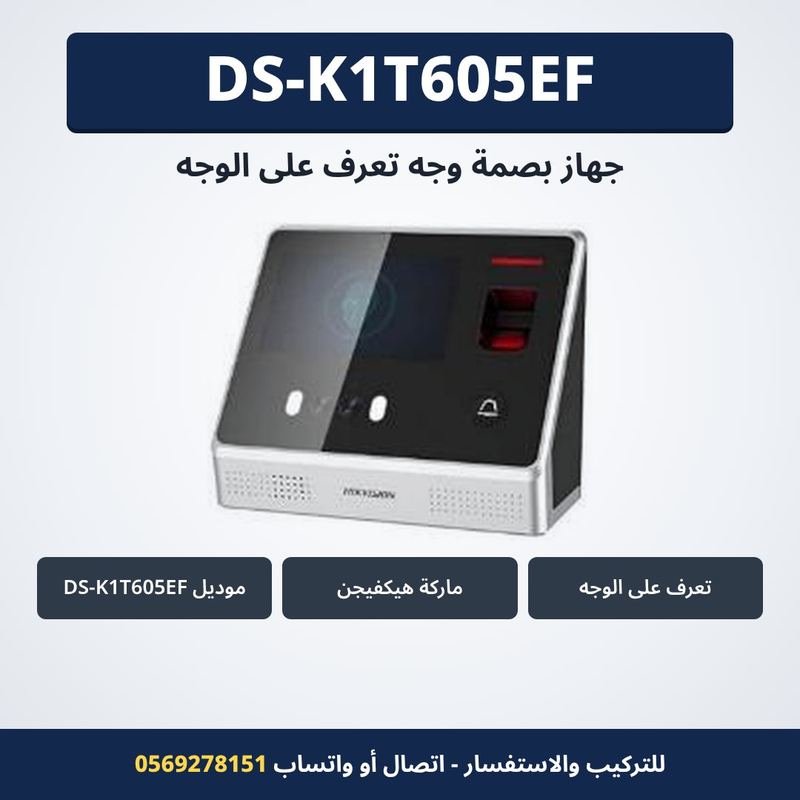 DS-K1T605EF
جهاز بصمة وجه تعرف على الوجه
HIKVISION
تعرف على الوجه
ماركة هيكفيجن
موديل DS-K1T605EF
للتركيب والاستفسار - اتصال أو واتساب 0569278151